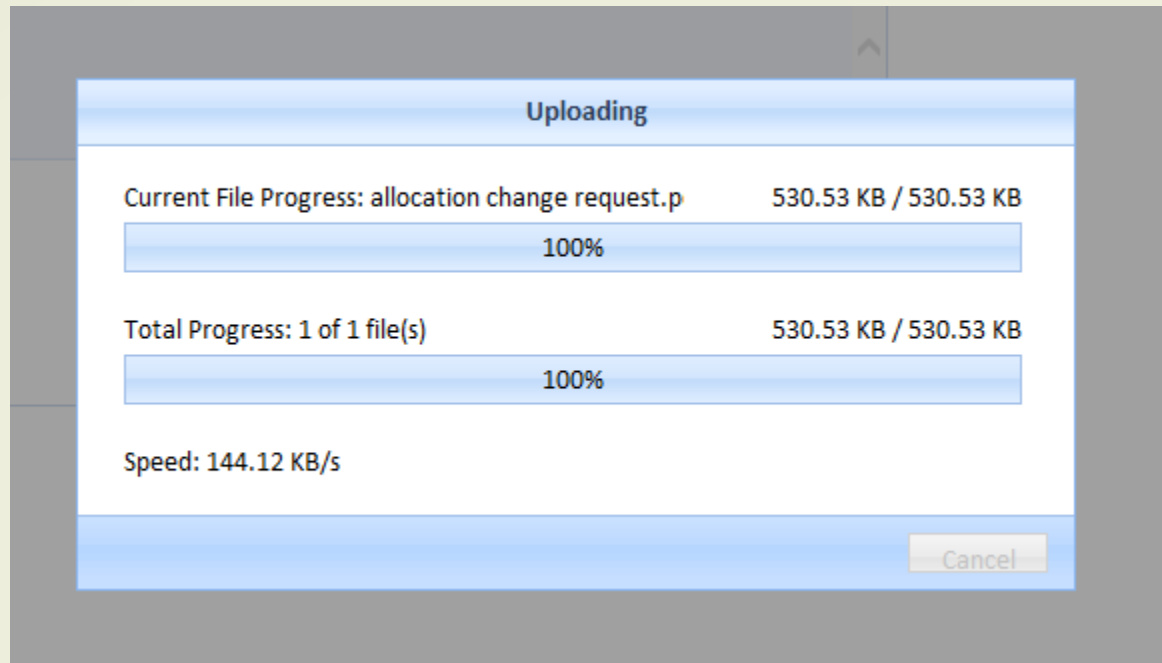 Uploading
Current File Progress: allocation change request.p 530.53 KB / 530.53 KB
100%
Total Progress: 1 of 1 file(s) 530.53 KB / 530.53 KB
100%
Speed: 144.12 KB/s
Cancel